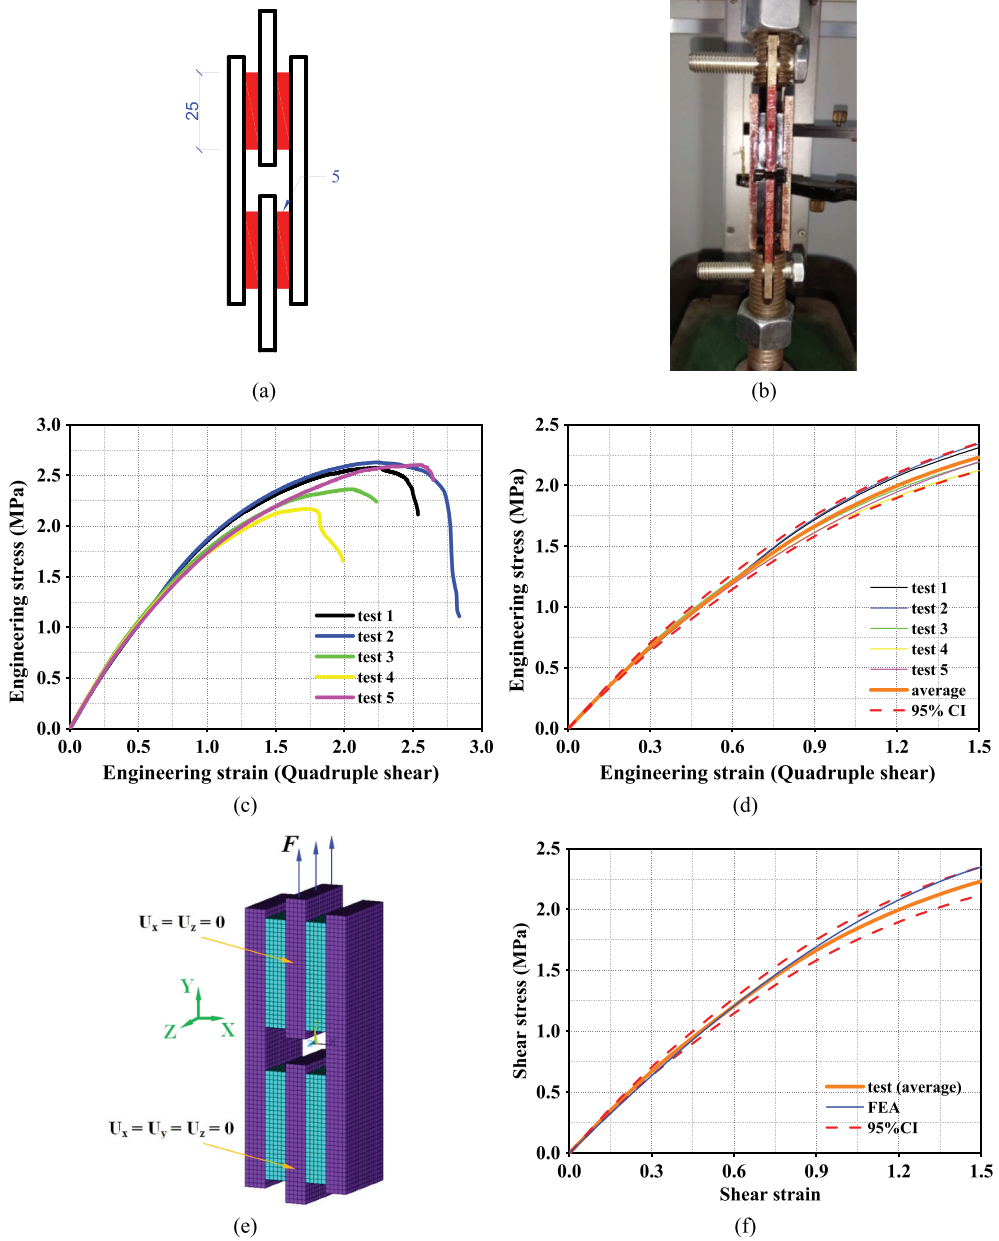 25
5
(a)
(b)
3.0
2.5
2.0
1.5
1.0
0.5
0.0
0.0 0.5 1.0 1.5 2.0 2.5 3.0
Engineering stress (MPa)
Engineering strain (Quadruple shear)
test 1
test 2
test 3
test 4
test 5
(c)
2.5
2.0
1.5
1.0
0.5
0.0
0.0 0.3 0.6 0.9 1.2 1.5
Engineering stress (MPa)
Engineering strain (Quadruple shear)
test 1
test 2
test 3
test 4
test 5
average
95% CI
(d)
F
Ux = Uz = 0
Y
Z X
Ux = Uy = Uz = 0
(e)
2.5
2.0
1.5
1.0
0.5
0.0
0.0 0.3 0.6 0.9 1.2 1.5
Shear stress (MPa)
Shear strain
test (average)
FEA
95%CI
(f)